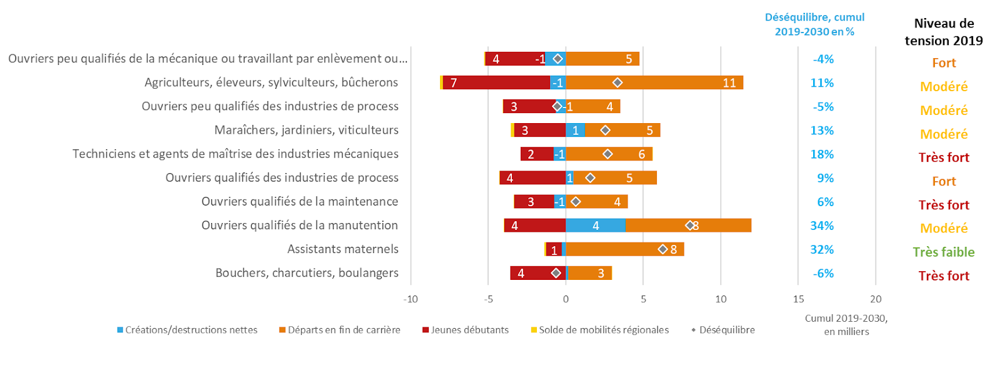 Déséquilibre, cumul
2019-2030 en %
Niveau de
tension 2019
Ouvriers peu qualifiés de la mécanique ou travaillant par enlèvement ou... 4 -1 5 -4% Fort
Agriculteurs, éleveurs, sylviculteurs, bûcherons 7 -1 11 11% Modéré
Ouvriers peu qualifiés des industries de process 3 -1 4 -5% Modéré
Maraîchers, jardiniers, viticulteurs 3 1 5 13% Modéré
Techniciens et agents de maîtrise des industries mécaniques 2 -1 6 18% Très fort
Ouvriers qualifiés des industries de process 4 1 5 9% Fort
Ouvriers qualifiés de la maintenance 3 -1 4 6% Très fort
Ouvriers qualifiés de la manutention 4 4 8 34% Modéré
Assistants maternels 1 8 32% Très faible
Bouchers, charcutiers, boulangers 4 3 -6% Très fort
-10 -5 0 5 10 15 20
Créations/destructions nettes Départs en fin de carrière Jeunes débutants Solde de mobilités régionales Déséquilibre
Cumul 2019-2030,
en milliers